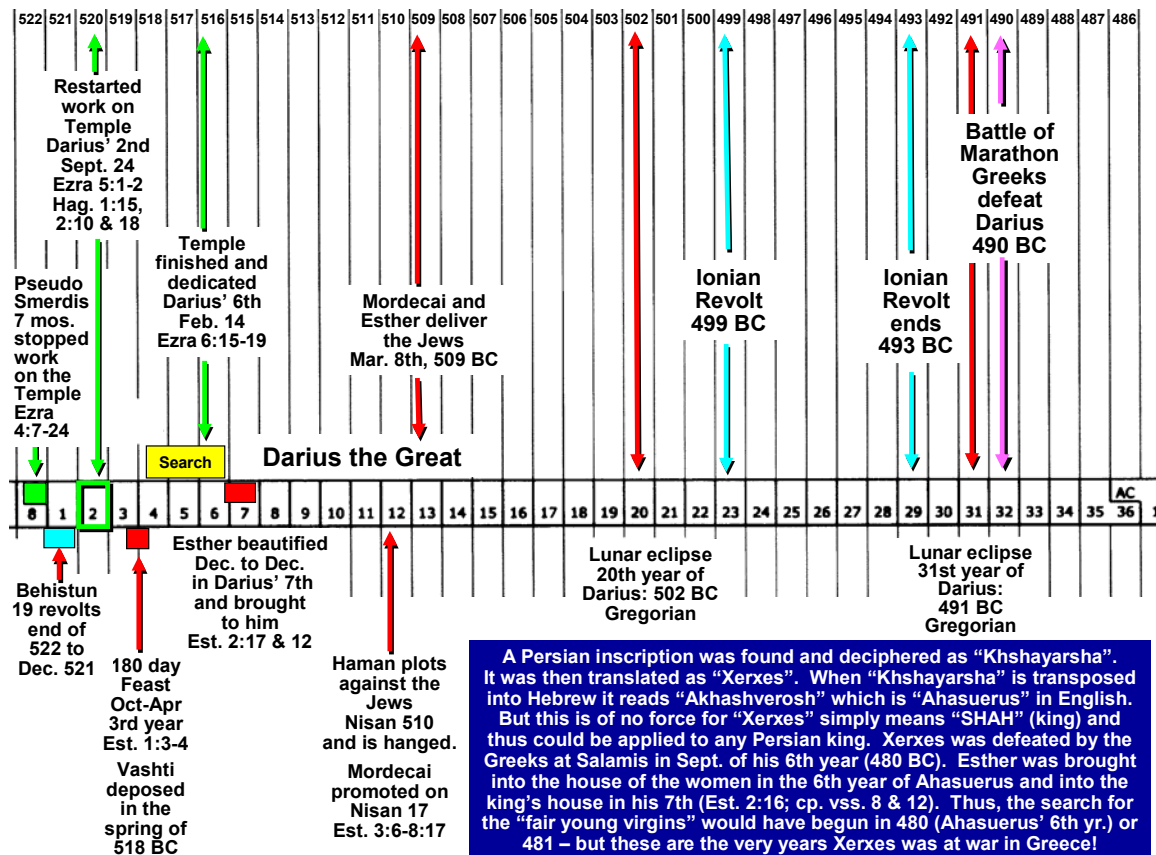 522 521 520 519 518 517 516 515 514 513 512 511 510 509 508 507 506 505 504 503 502 501 500 499 498 497 496 495 494 493 492 491 490 489 488 487 486
Restarted
work on
Temple
Darius' 2nd
Sept. 24
Ezra 5:1-2
Hag. 1:15,
2:10 & 18
Pseudo
Smerdis
7 mos.
stopped
work
on the
Temple
Ezra
4:7-24
Temple
finished and
dedicated
Darius' 6th
Feb. 14
Ezra 6:15-19
Mordecai and
Esther deliver
the Jews
Mar. 8th, 509 BC
Ionian
Revolt
499 BC
Ionian
Revolt
ends
493 BC
Battle of
Marathon
Greeks
defeat
Darius
490 BC
Search
Darius the Great
AC
8 1 2 3 4 5 6 7 8 9 10 11 12 13 14 15 16 17 18 19 20 21 22 23 24 25 26 27 28 29 30 31 32 33 34 35 36 1
Behistun
19 revolts
end of
522 to
Dec. 521
180 day
Feast
Oct-Apr
3rd year
Est. 1:3-4
Vashti
deposed
in the
spring of
518 BC
Esther beautified
Dec. to Dec.
in Darius' 7th
and brought
to him
Est. 2:17 & 12
Haman plots
against the
Jews
Nisan 510
and is hanged.
Mordecai
promoted on
Nisan 17
Est. 3:6-8:17
Lunar eclipse
20th year of
Darius: 502 BC
Gregorian
Lunar eclipse
31st year of
Darius:
491 BC
Gregorian
A Persian inscription was found and deciphered as “Khshayarsha”.
It was then translated as “Xerxes”. When “Khshayarsha” is transposed
into Hebrew it reads “Akhashverosh” which is “Ahasuerus” in English.
But this is of no force for “Xerxes” simply means “SHAH” (king) and
thus could be applied to any Persian king. Xerxes was defeated by the
Greeks at Salamis in Sept. of his 6th year (480 BC). Esther was brought
into the house of the women in the 6th year of Ahasuerus and into the
king's house in his 7th (Est. 2:16; cp. vss. 8 & 12). Thus, the search for
the “fair young virgins” would have begun in 480 (Ahasuerus' 6th yr.) or
481 – but these are the very years Xerxes was at war in Greece!